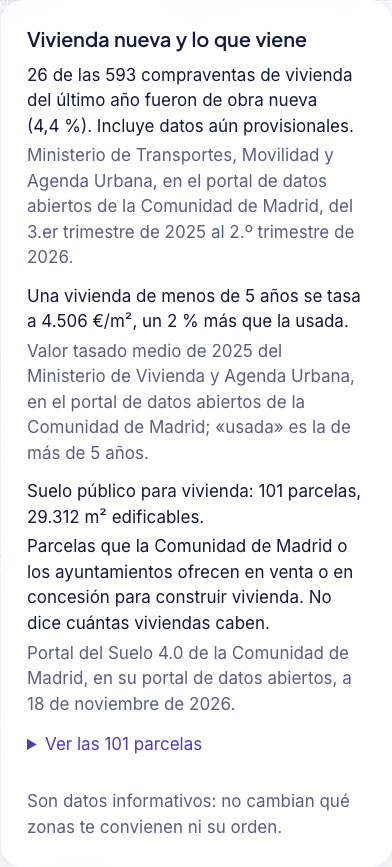 Vivienda nueva y lo que viene
26 de las 593 compraventas de vivienda
del último año fueron de obra nueva
(4,4 %). Incluye datos aún provisionales.
Ministerio de Transportes, Movilidad y
Agenda Urbana, en el portal de datos
abiertos de la Comunidad de Madrid, del
3.er trimestre de 2025 al 2.º trimestre de
2026.
Una vivienda de menos de 5 años se tasa
a 4.506 €/m², un 2 % más que la usada.
Valor tasado medio de 2025 del
Ministerio de Vivienda y Agenda Urbana,
en el portal de datos abiertos de la
Comunidad de Madrid; «usada» es la de
más de 5 años.
Suelo público para vivienda: 101 parcelas,
29.312 m² edificables.
Parcelas que la Comunidad de Madrid o
los ayuntamientos ofrecen en venta o en
concesión para construir vivienda. No
dice cuántas viviendas caben.
Portal del Suelo 4.0 de la Comunidad de
Madrid, en su portal de datos abiertos, a
18 de noviembre de 2026.
▶ Ver las 101 parcelas
Son datos informativos: no cambian qué
zonas te convienen ni su orden.